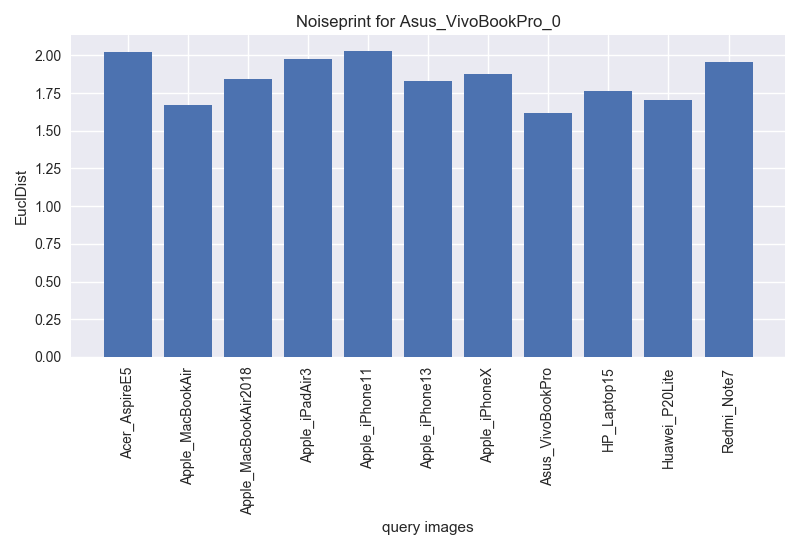 Noiseprint for Asus_VivoBookPro_0
2.00
1.75
1.50
1.25
1.00
0.75
0.50
0.25
0.00
EuclDist
Acer_AspireE5
Apple_MacBookAir
Apple_MacBookAir2018
Apple_iPadAir3
Apple_iPhone11
Apple_iPhone13
Apple_iPhoneX
Asus_VivoBookPro
HP_Laptop15
Huawei_P20Lite
Redmi_Note7
query images